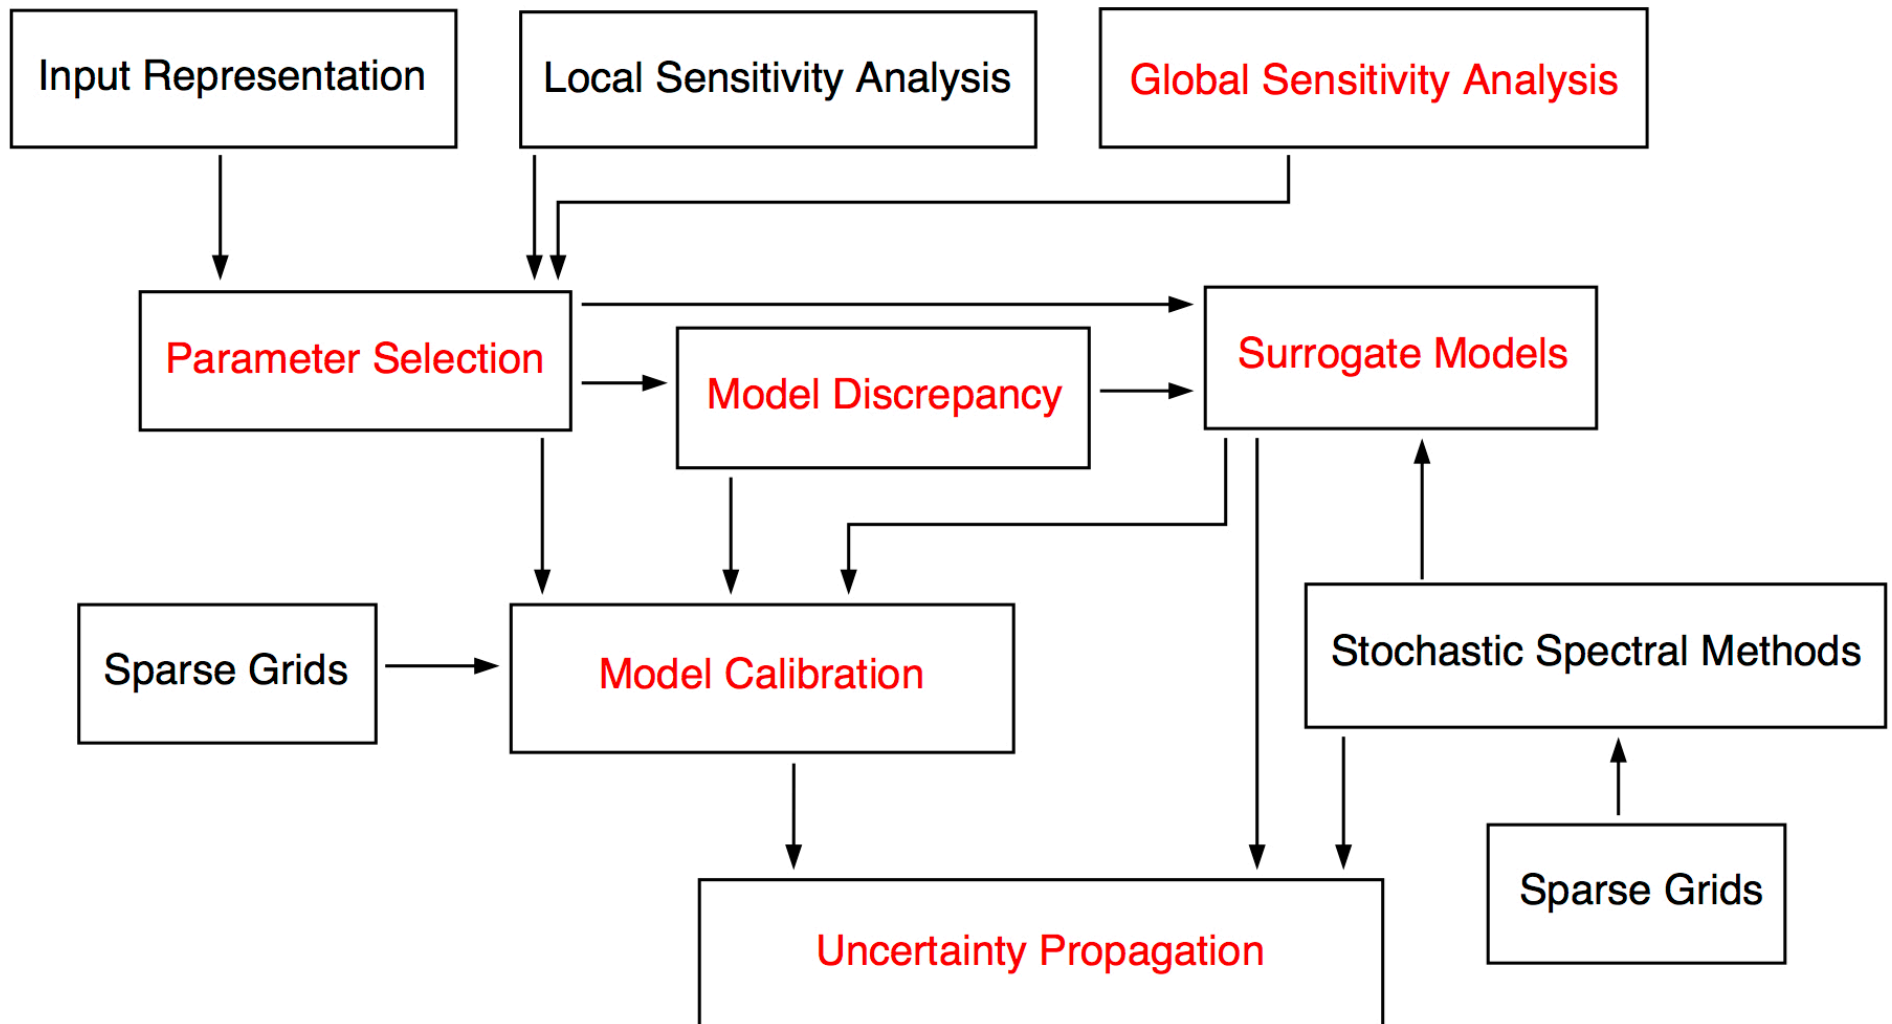 Input Representation
Local Sensitivity Analysis
Global Sensitivity Analysis
Parameter Selection
Model Discrepancy
Surrogate Models
Sparse Grids
Model Calibration
Stochastic Spectral Methods
Sparse Grids
Uncertainty Propagation